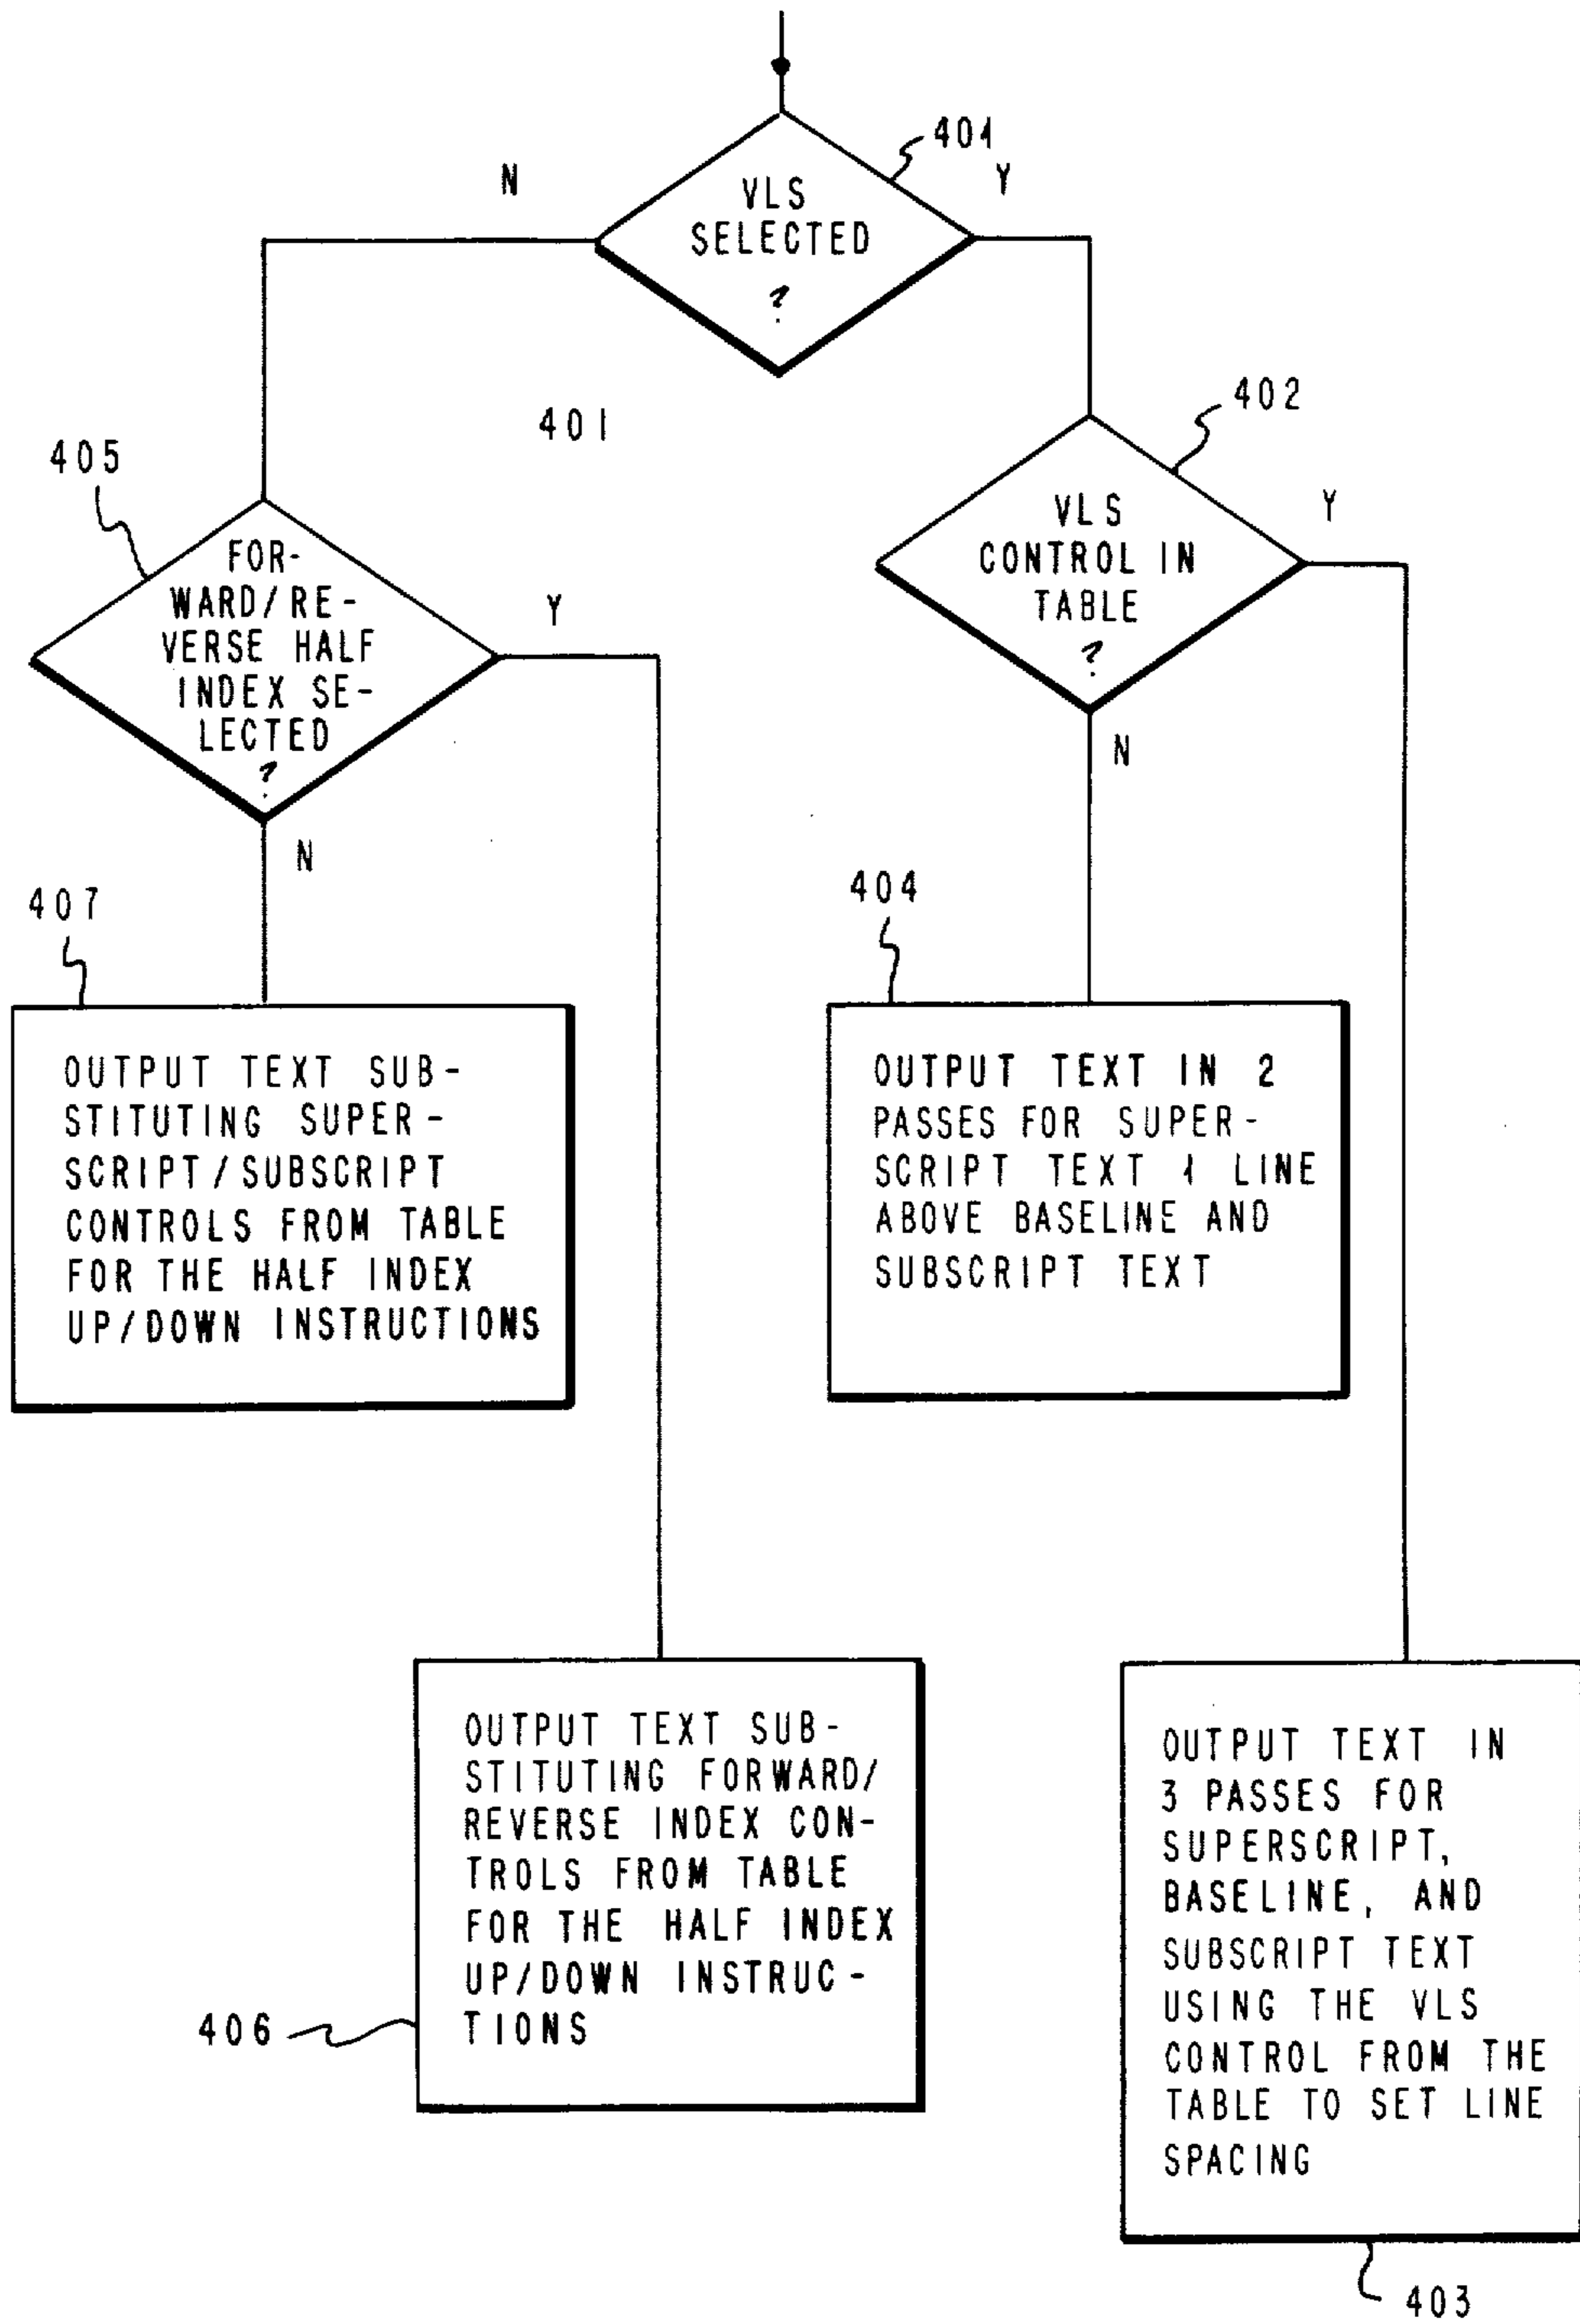 401
N
Y
VLS
SELECTED
?
401
402
405
Y
VLS
CONTROL IN
TABLE
?
N
FOR-
WARD/RE-
VERSE HALF
INDEX SE-
LECTED
?
Y
N
407
404
OUTPUT TEXT SUB-
STITUTING SUPER-
SCRIPT/SUBSCRIPT
CONTROLS FROM TABLE
FOR THE HALF INDEX
UP/DOWN INSTRUCTIONS
OUTPUT TEXT IN 2
PASSES FOR SUPER-
SCRIPT TEXT 1 LINE
ABOVE BASELINE AND
SUBSCRIPT TEXT
OUTPUT TEXT SUB-
STITUTING FORWARD/
REVERSE INDEX CON-
TROLS FROM TABLE
FOR THE HALF INDEX
UP/DOWN INSTRUC-
TIONS
406
OUTPUT TEXT IN
3 PASSES FOR
SUPERSCRIPT,
BASELINE, AND
SUBSCRIPT TEXT
USING THE VLS
CONTROL FROM THE
TABLE TO SET LINE
SPACING
403